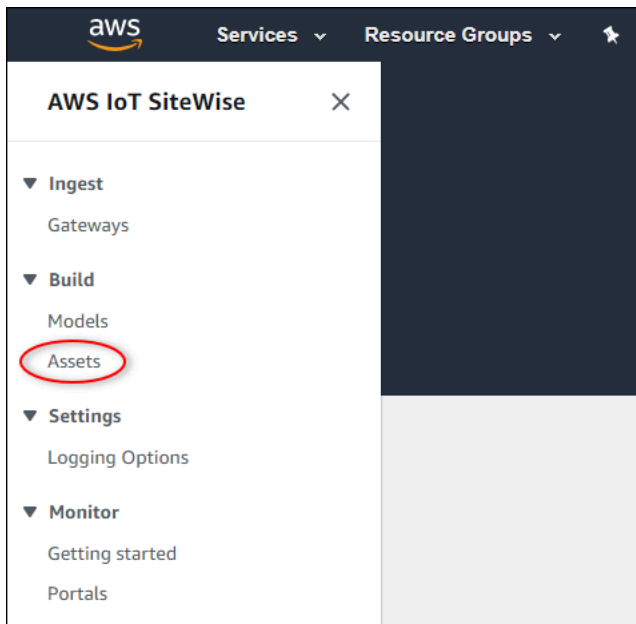 aws Services Resource Groups
AWS IoT SiteWise
Ingest
Gateways
Build
Models
Assets
Settings
Logging Options
Monitor
Getting started
Portals